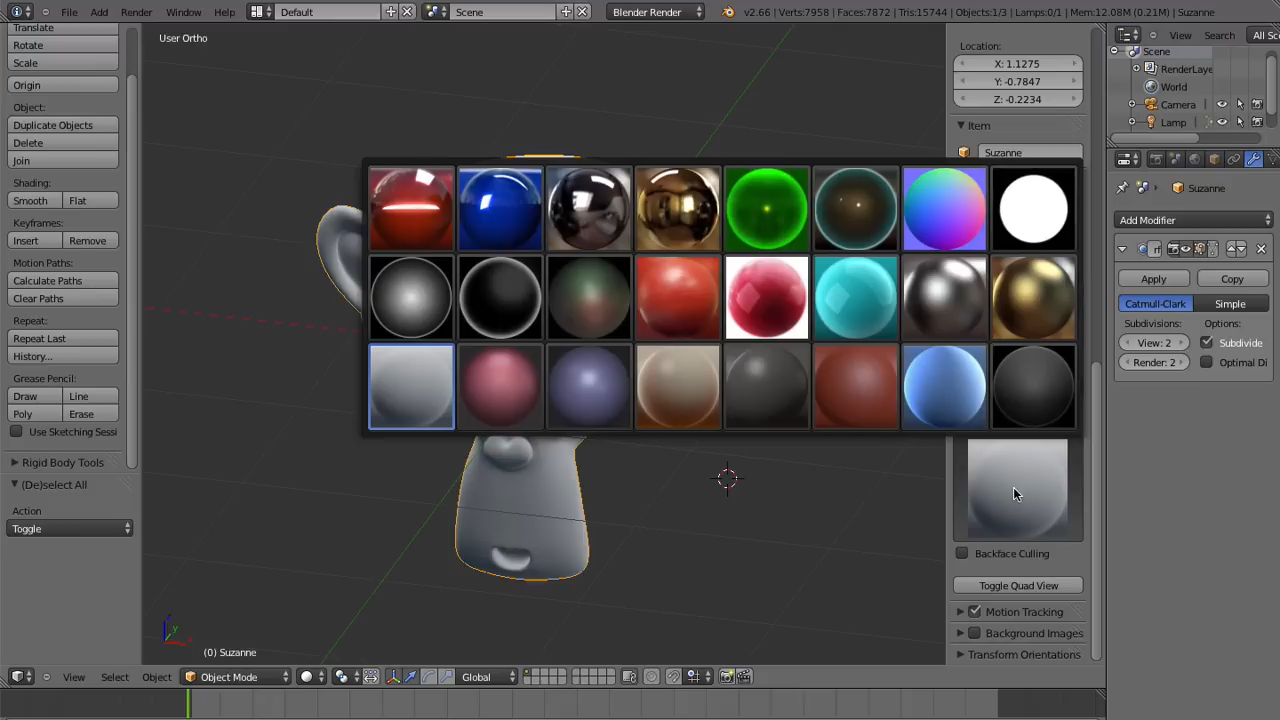 File Add Render Window Help Default Scene Blender Render v2.66 | Verts:7958 | Faces:7872 | Tris:15744 | Objects:1/3 | Lamps:0/1 | Mem:12.08M (0.21M) | Suzanne
Translate
Rotate
Scale
Origin
Object:
Duplicate Objects
Delete
Join
Shading:
Smooth Flat
Keyframes:
Insert Remove
Motion Paths:
Calculate Paths
Clear Paths
Repeat:
Repeat Last
History...
Grease Pencil:
Draw Line
Poly Erase
Use Sketching Sessi
Rigid Body Tools
(De)select All
Action
Toggle
User Ortho
(0) Suzanne
View Select Object Object Mode Global
Location:
X: 1.1275
Y: -0.7847
Z: -0.2234
Item
Suzanne
Backface Culling
Toggle Quad View
Motion Tracking
Background Images
Transform Orientations
View Search All Sc
Scene
RenderLaye
World
Camera
Lamp
Suzanne
Add Modifier
Apply Copy
Catmull-Clark Simple
Subdivisions: Options:
View: 2 Subdivide
Render: 2 Optimal Di